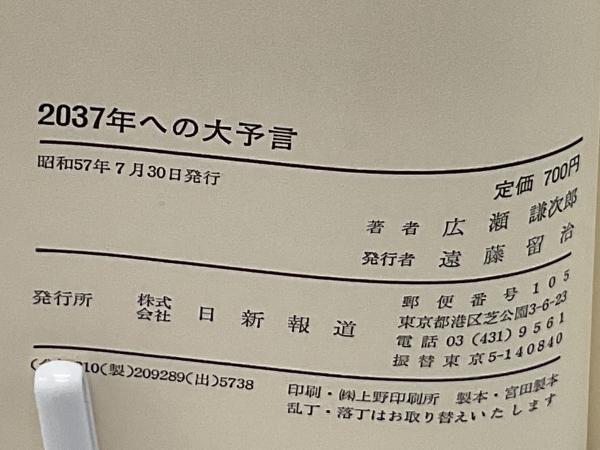 2037年への大予言
昭和57年7月30日発行
定価 700円
著者 広瀬謙次郎
発行者 遠藤留治
発行所 株式会社 日新報道
郵便番号 105
東京都港区芝公園3-6-23
電話 03 (431) 9561
振替東京5-140840
10(製)209289(出)5738
印刷・㈱上野印刷所 製本・宮田製本
乱丁・落丁はお取り替えいたします